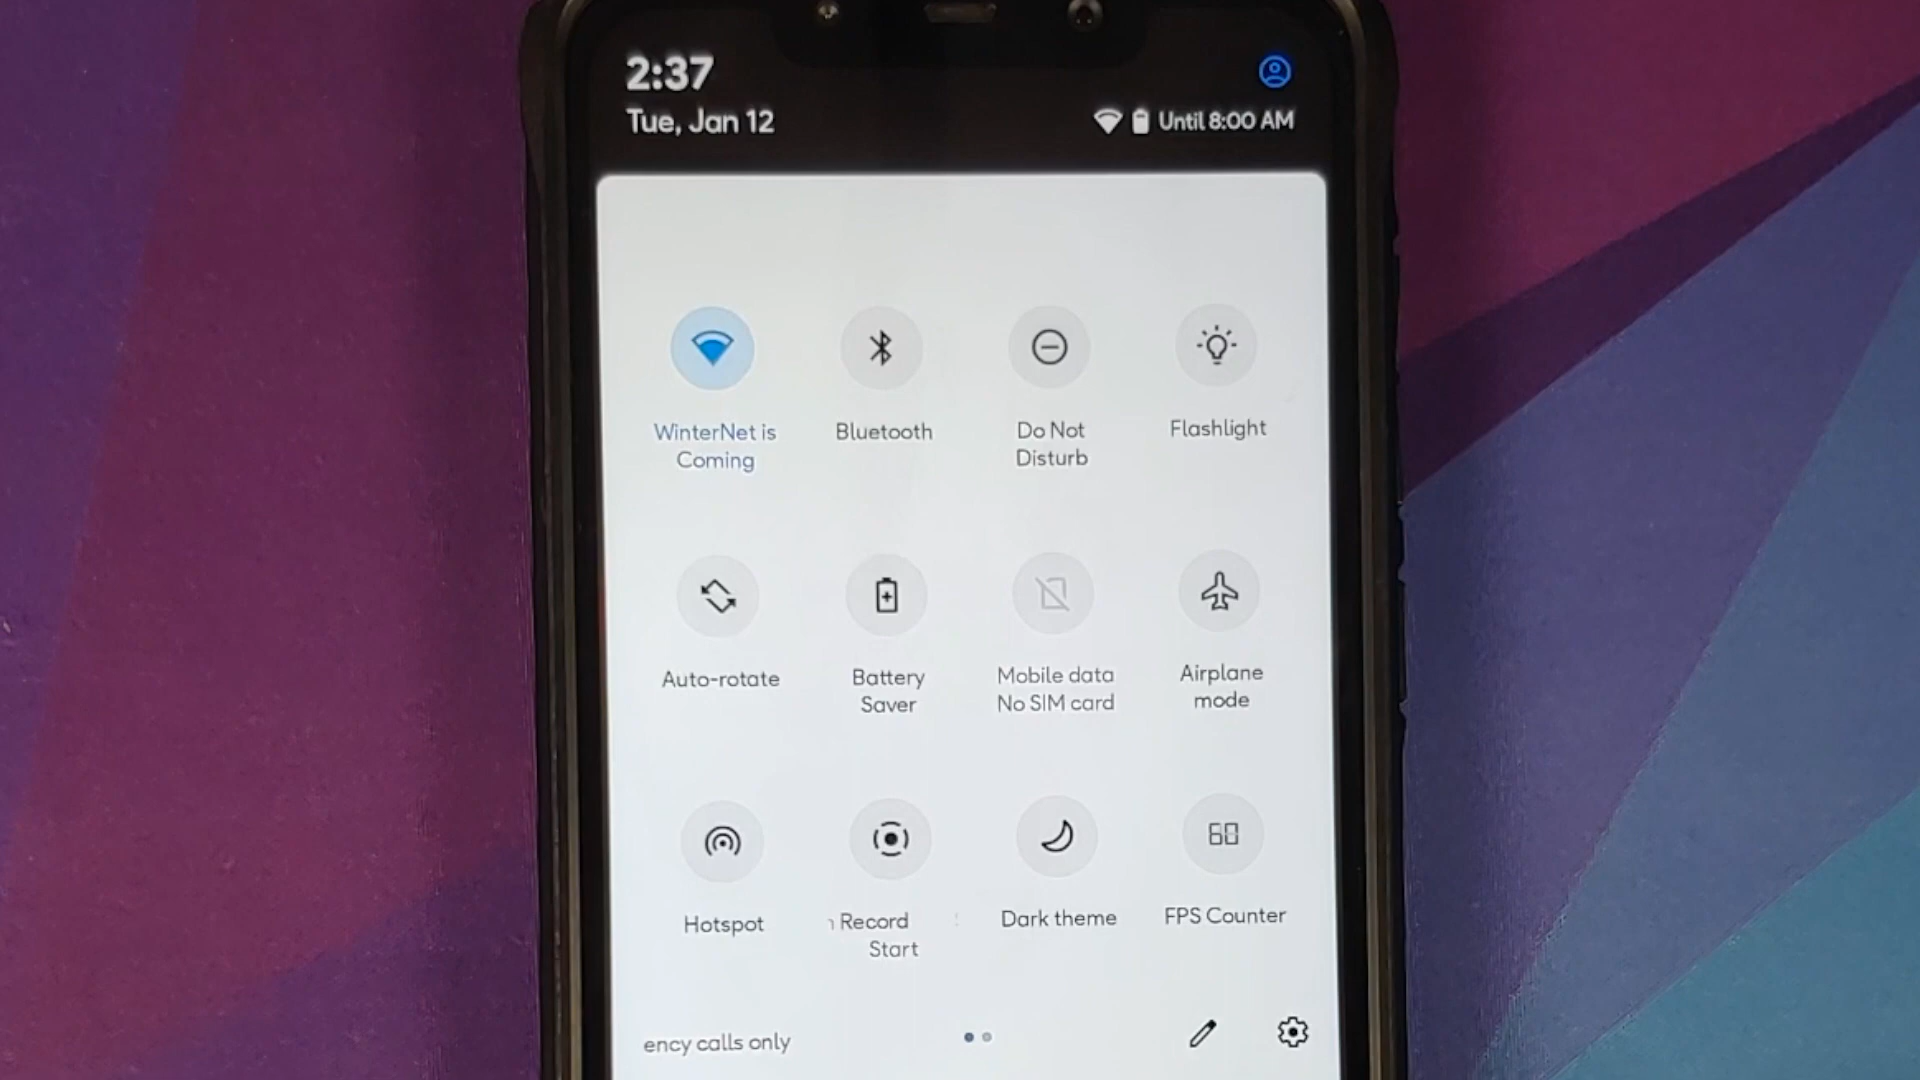 2:37
Tue, Jan 12
Until 8:00 AM
WinterNet is
Coming
Bluetooth
Do Not
Disturb
Flashlight
Auto-rotate
Battery
Saver
Mobile data
No SIM card
Airplane
mode
Hotspot
Record
Start
Dark theme
60
FPS Counter
ency calls only